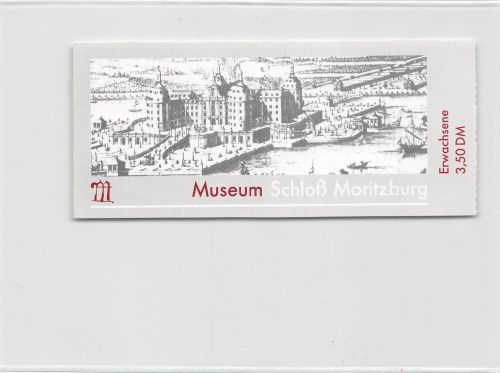 Museum Schloß Moritzburg
Erwachsene
3,50 DM